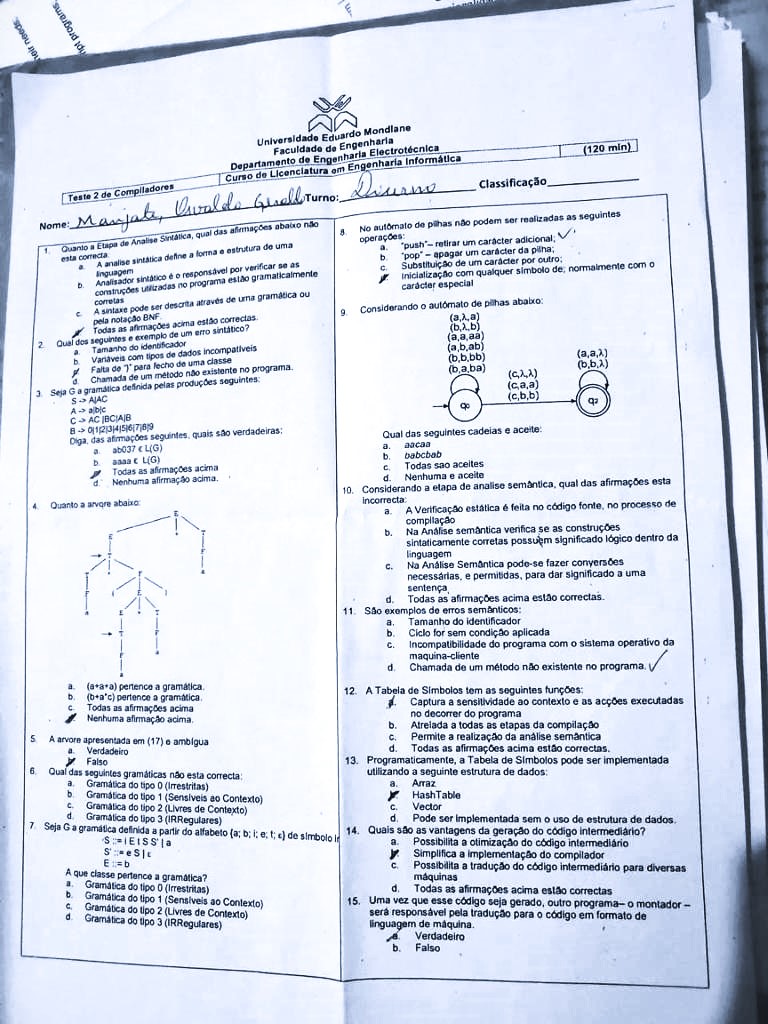 ipt programs,
heir needs.
Universidade Eduardo Mondlane
Faculdade de Engenharia
Departamento de Engenharia Electrotécnica
Curso de Licenciatura em Engenharia Informática
Teste 2 de Compiladores
(120 min)
Nome: Manjate, Osvaldo Turno: Diurno Classificação
1. Quanto a Etapa de Analise Sintática, qual das afirmações abaixo não
esta correcta:
a. A analise sintática define a forma e estrutura de uma
linguagem
b. Analisador sintático é o responsável por verificar se as
construções utilizadas no programa estão gramaticalmente
corretas
c. A sintaxe pode ser descrita através de uma gramática ou
pela notação BNF.
Todas as afirmações acima estão correctas.
2. Qual dos seguintes e exemplo de um erro sintático?
a. Tamanho do identificador
b. Variáveis com tipos de dados incompatíveis
Falta de "}" para fecho de uma classe
d. Chamada de um método não existente no programa.
3. Seja G a gramática definida pelas produções seguintes:
S -> A|AC
A -> a|b|c
C -> AC |BC|A|B
B -> 0|1|2|3|4|5|6|7|8|9
Diga, das afirmações seguintes, quais são verdadeiras:
a. ab037 € L(G)
b. aaaa € L(G)
Todas as afirmações acima
d. Nenhuma afirmação acima.
4. Quanto a arvore abaixo:
E
E + T
T F
T * F a
F ( E )
a E + T
T F
F a
a
a. (a+a+a) pertence a gramática.
b. (b+a*c) pertence a gramática.
c. Todas as afirmações acima
Nenhuma afirmação acima.
5. A arvore apresentada em (17) e ambígua
a. Verdadeiro
Falso
6. Qual das seguintes gramáticas não esta correcta:
a. Gramática do tipo 0 (Irrestritas)
b. Gramática do tipo 1 (Sensíveis ao Contexto)
c. Gramática do tipo 2 (Livres de Contexto)
d. Gramática do tipo 3 (IRRegulares)
7. Seja G a gramática definida a partir do alfabeto {a; b; i; e; t; ε} de símbolo ir
S ::= i E t S S' | a
S' ::= e S | ε
E ::= b
A que classe pertence a gramática?
a. Gramática do tipo 0 (Irrestritas)
b. Gramática do tipo 1 (Sensíveis ao Contexto)
c. Gramática do tipo 2 (Livres de Contexto)
d. Gramática do tipo 3 (IRRegulares)
8. No autômato de pilhas não podem ser realizadas as seguintes
operações:
a. "push"– retirar um carácter adicional;
b. "pop" – apagar um carácter da pilha;
c. Substituição de um carácter por outro;
Inicialização com qualquer símbolo de; normalmente com o
carácter especial
9. Considerando o autômato de pilhas abaixo:
(a,λ,a)
(b,λ,b)
(a,a,aa)
(a,b,ab)
(b,b,bb)
(b,a,ba)
(c,λ,λ)
(c,a,a)
(c,b,b)
(a,a,λ)
(b,b,λ)
q₀ q₂
Qual das seguintes cadeias e aceite:
a. aacaa
b. babcbab
c. Todas sao aceites
d. Nenhuma e aceite
10. Considerando a etapa de analise semântica, qual das afirmações esta
incorrecta:
a. A Verificação estática é feita no código fonte, no processo de
compilação
b. Na Análise semântica verifica se as construções
sintaticamente corretas possuem significado lógico dentro da
linguagem
c. Na Análise Semântica pode-se fazer conversões
necessárias, e permitidas, para dar significado a uma
sentença.
d. Todas as afirmações acima estão correctas.
11. São exemplos de erros semânticos:
a. Tamanho do identificador
b. Ciclo for sem condição aplicada
c. Incompatibilidade do programa com o sistema operativo da
maquina-cliente
d. Chamada de um método não existente no programa.
12. A Tabela de Símbolos tem as seguintes funções:
Captura a sensitividade ao contexto e as acções executadas
no decorrer do programa
b. Atrelada a todas as etapas da compilação
c. Permite a realização da análise semântica
d. Todas as afirmações acima estão correctas.
13. Programaticamente, a Tabela de Símbolos pode ser implementada
utilizando a seguinte estrutura de dados:
a. Arraz
HashTable
c. Vector
d. Pode ser implementada sem o uso de estrutura de dados.
14. Quais são as vantagens da geração do código intermediário?
a. Possibilita a otimização do código intermediário
Simplifica a implementação do compilador
c. Possibilita a tradução do código intermediário para diversas
máquinas
d. Todas as afirmações acima estão correctas
15. Uma vez que esse código seja gerado, outro programa– o montador –
será responsável pela tradução para o código em formato de
linguagem de máquina.
a. Verdadeiro
b. Falso